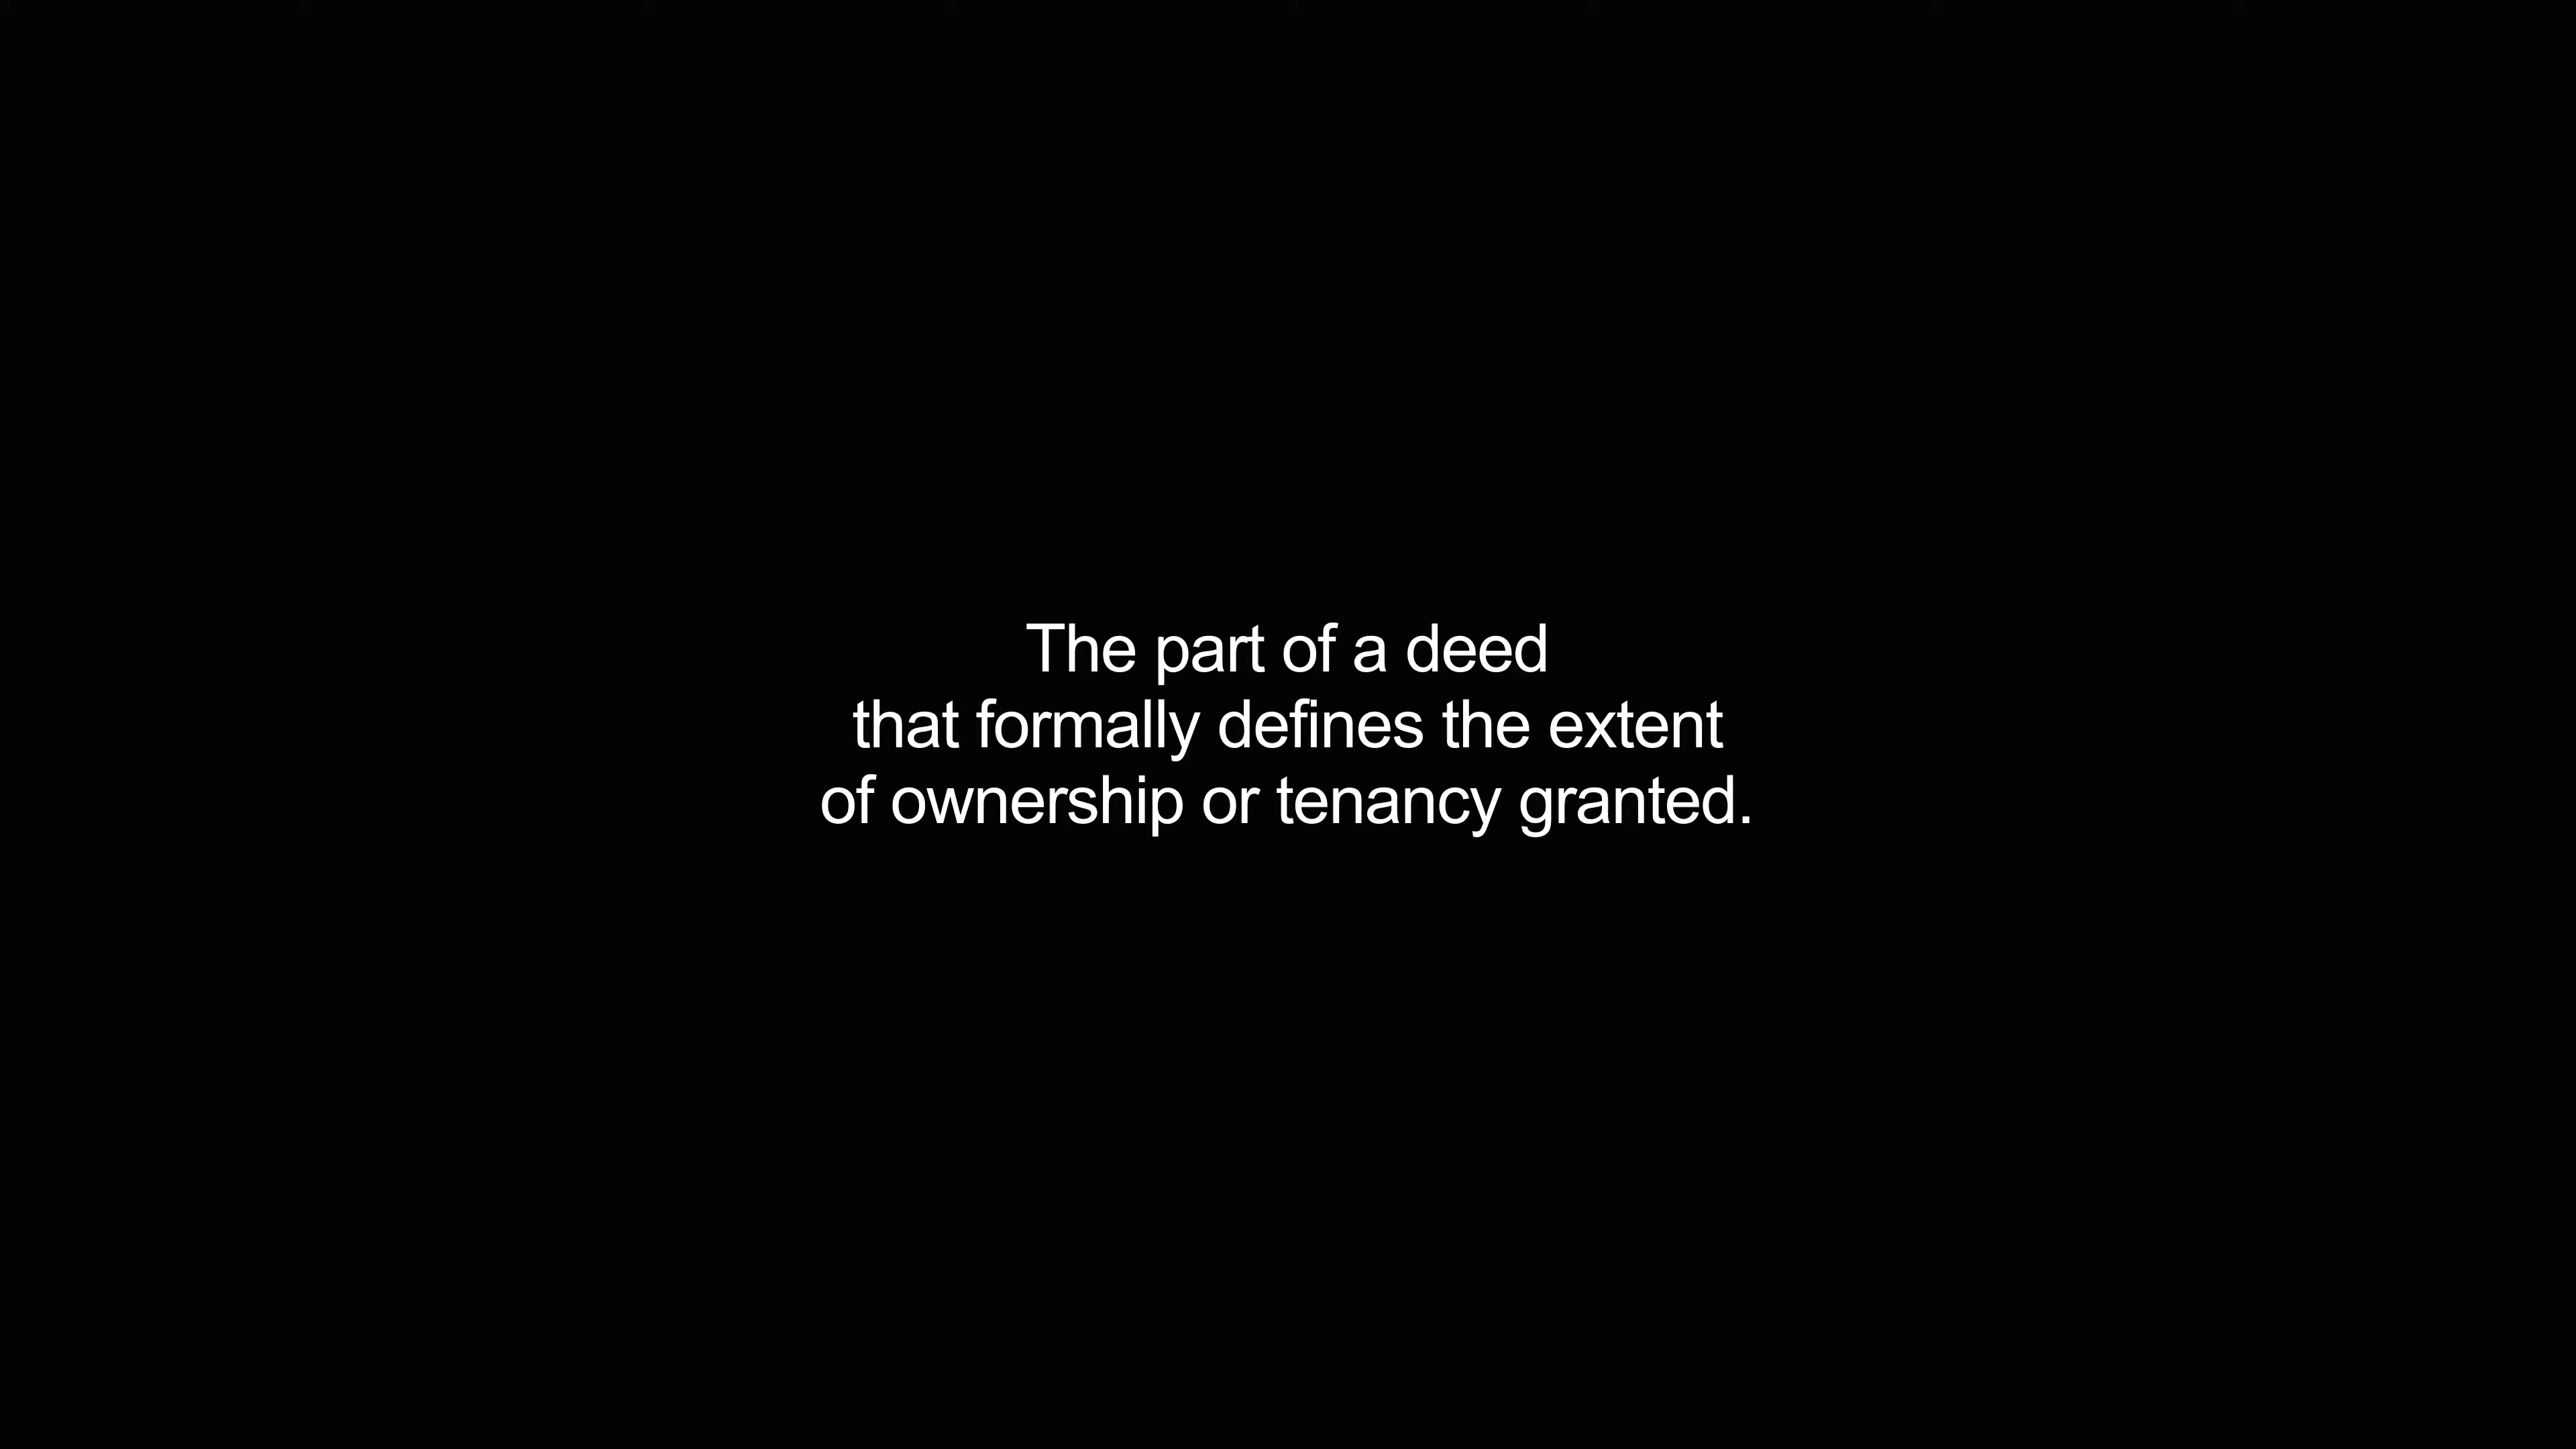 The part of a deed
that formally defines the extent
of ownership or tenancy granted.